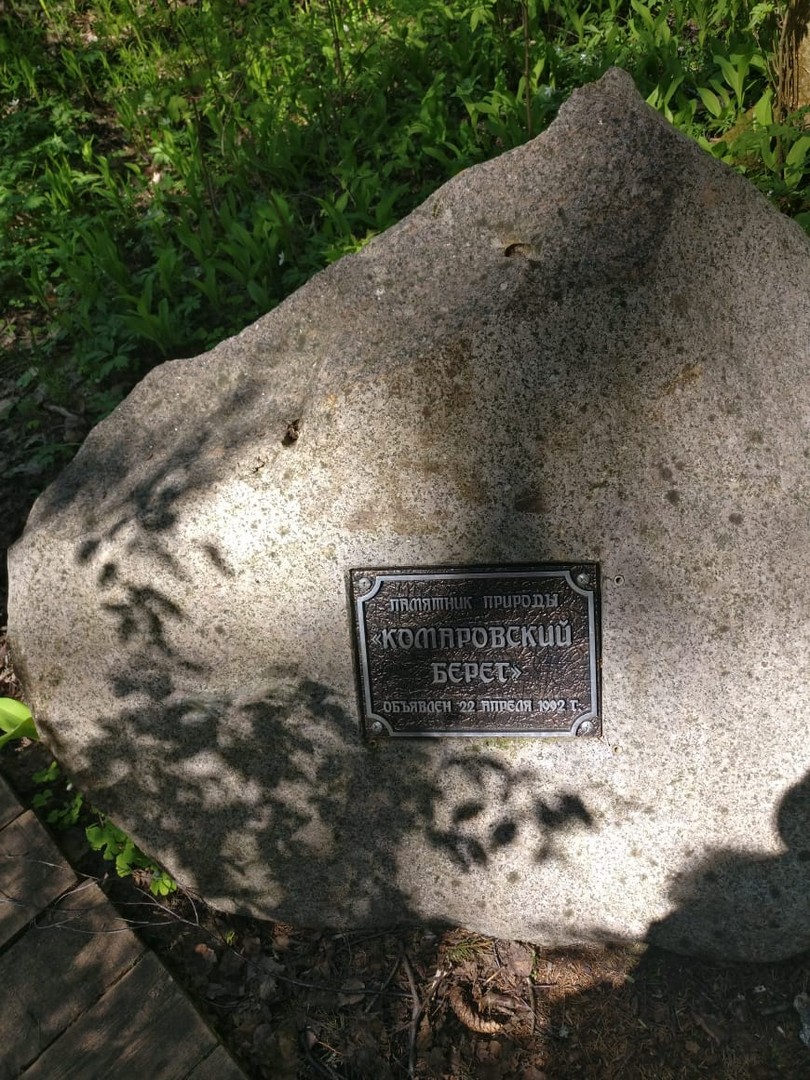 ПАМЯТНИК ПРИРОДЫ
«КОМАРОВСКИЙ
БЕРЕГ»
ОБЪЯВЛЕН 22 АПРЕЛЯ 1992 Г.